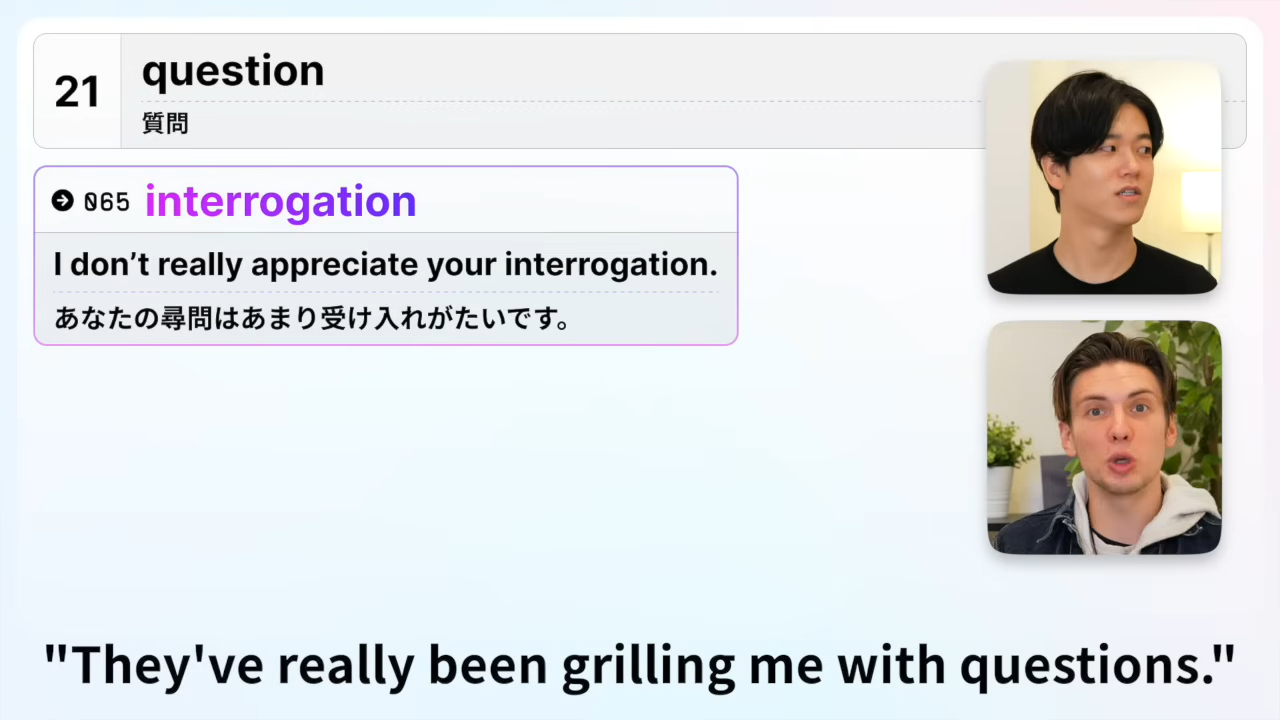 21
question
質問
065 interrogation
I don’t really appreciate your interrogation.
あなたの尋問はあまり受け入れがたいです。
"They've really been grilling me with questions."